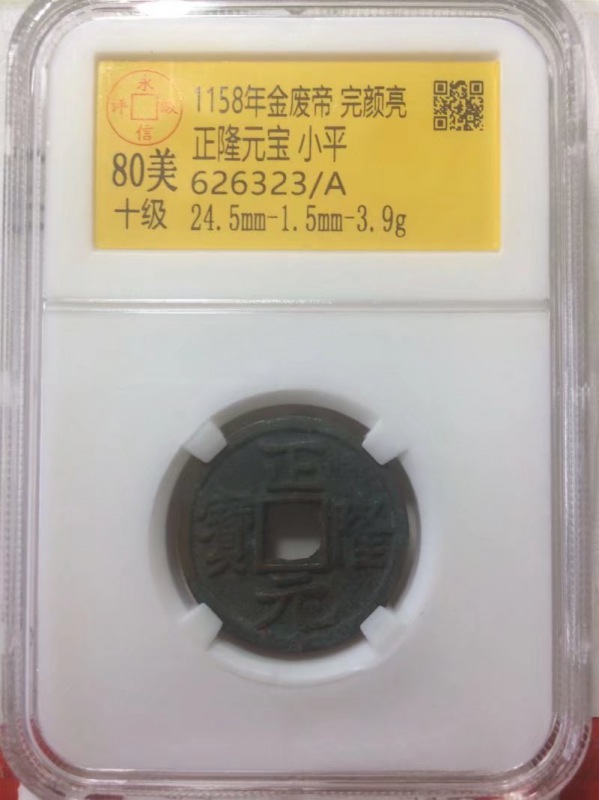 永
评 级
信
80美
十级
1158年金废帝 完颜亮
正隆元宝 小平
626323/A
24.5mm-1.5mm-3.9g
正
隆
元
寳